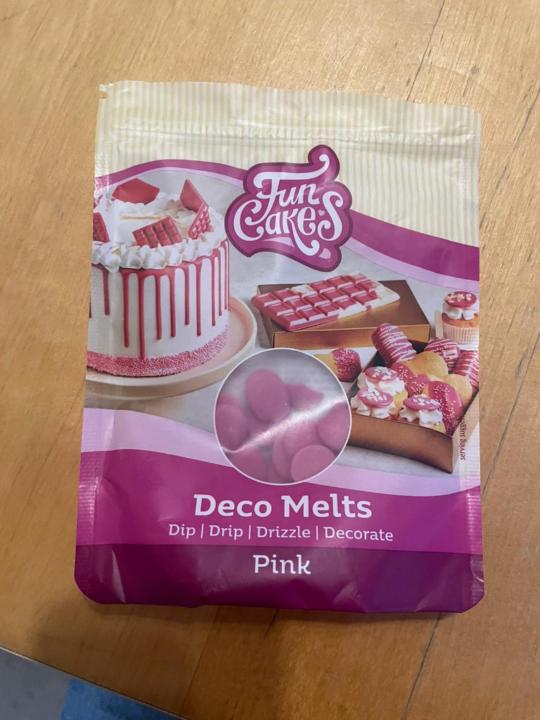 Fun
Cakes
Deco Melts
Dip | Drip | Drizzle | Decorate
Pink